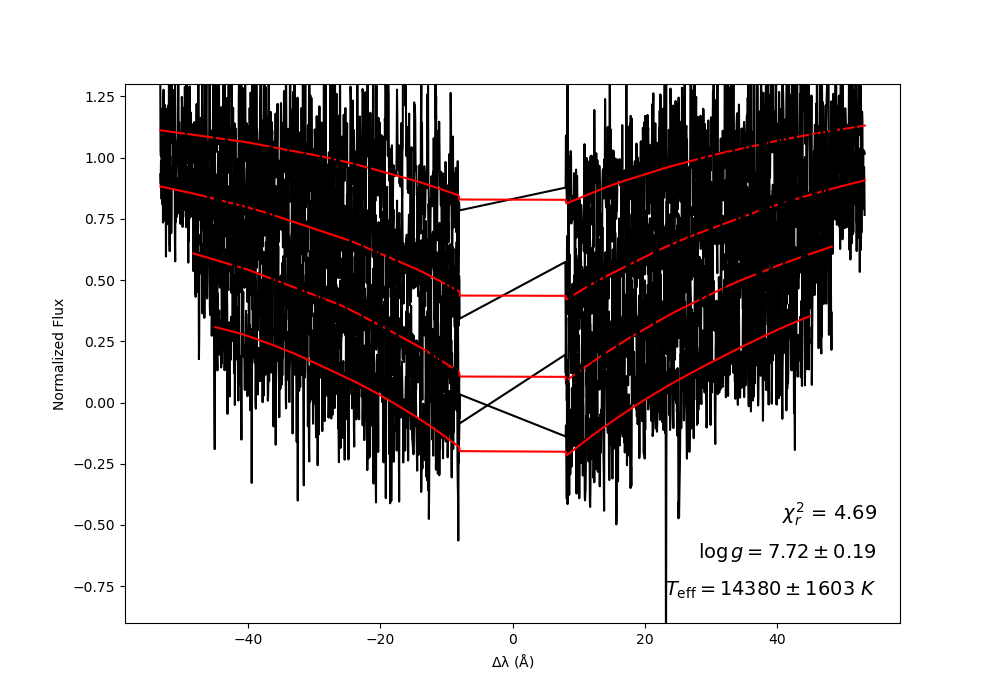 1.25
1.00
0.75
0.50
0.25
0.00
−0.25
−0.50
−0.75
Normalized Flux
χ²ᵣ = 4.69
log g = 7.72 ± 0.19
T_eff = 14380 ± 1603 K
−40 −20 0 20 40
Δλ (Å)